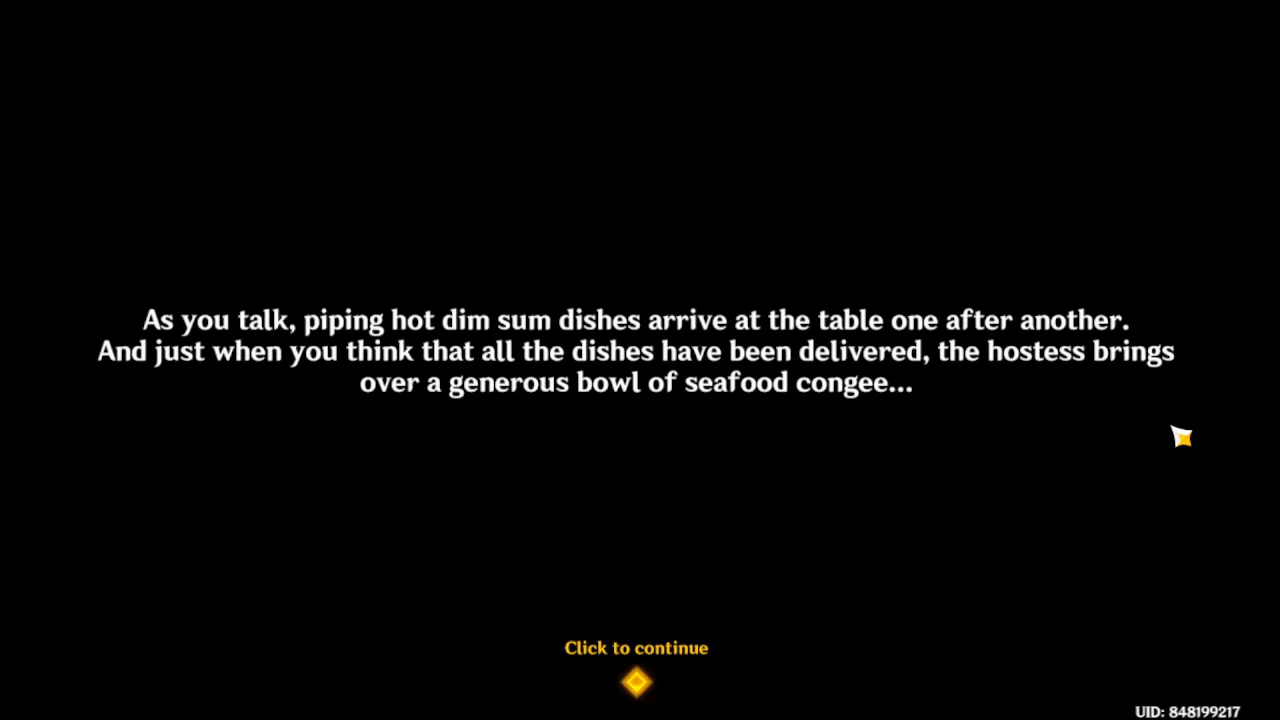 As you talk, piping hot dim sum dishes arrive at the table one after another.
And just when you think that all the dishes have been delivered, the hostess brings
over a generous bowl of seafood congee...
Click to continue
UID: 848199217